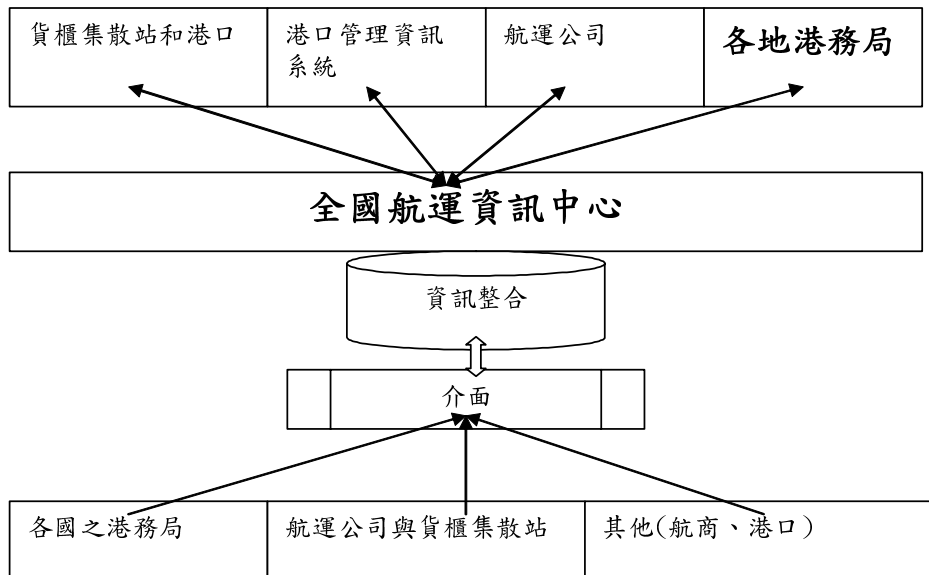 貨櫃集散站和港口
港口管理資訊
系統
航運公司
各地港務局
全國航運資訊中心
資訊整合
介面
各國之港務局
航運公司與貨櫃集散站
其他(航商、港口)